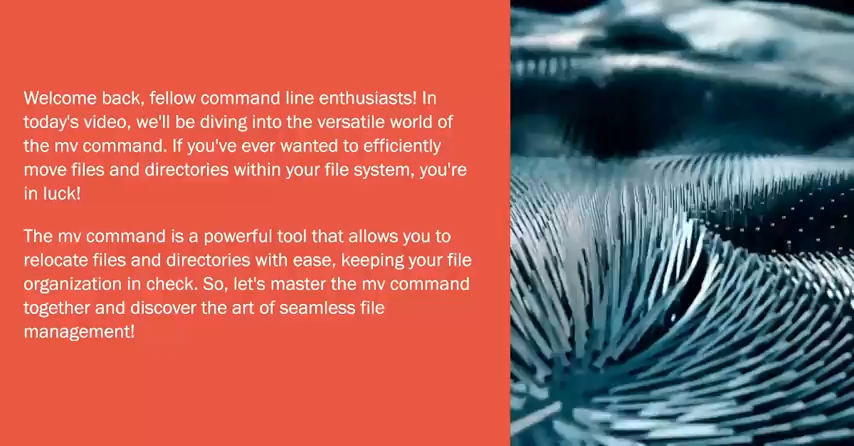 Welcome back, fellow command line enthusiasts! In
today's video, we'll be diving into the versatile world of
the mv command. If you've ever wanted to efficiently
move files and directories within your file system, you're
in luck!
The mv command is a powerful tool that allows you to
relocate files and directories with ease, keeping your file
organization in check. So, let's master the mv command
together and discover the art of seamless file
management!